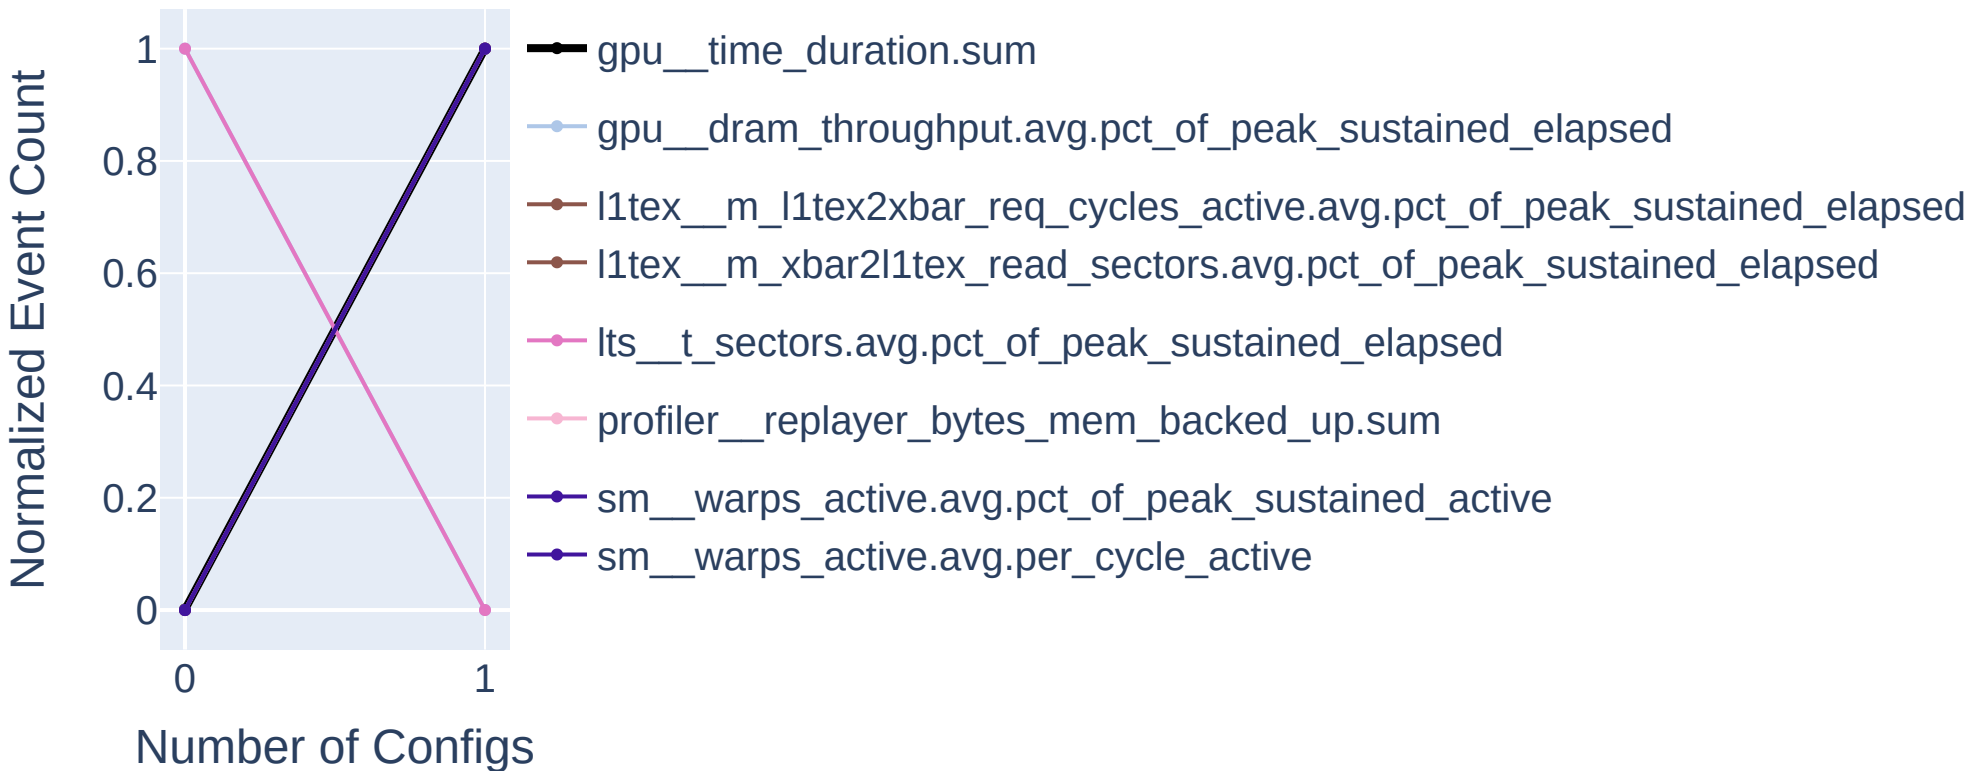 Normalized Event Count
1
0.8
0.6
0.4
0.2
0
0 1
Number of Configs
gpu__time_duration.sum
gpu__dram_throughput.avg.pct_of_peak_sustained_elapsed
l1tex__m_l1tex2xbar_req_cycles_active.avg.pct_of_peak_sustained_elapsed
l1tex__m_xbar2l1tex_read_sectors.avg.pct_of_peak_sustained_elapsed
lts__t_sectors.avg.pct_of_peak_sustained_elapsed
profiler__replayer_bytes_mem_backed_up.sum
sm__warps_active.avg.pct_of_peak_sustained_active
sm__warps_active.avg.per_cycle_active